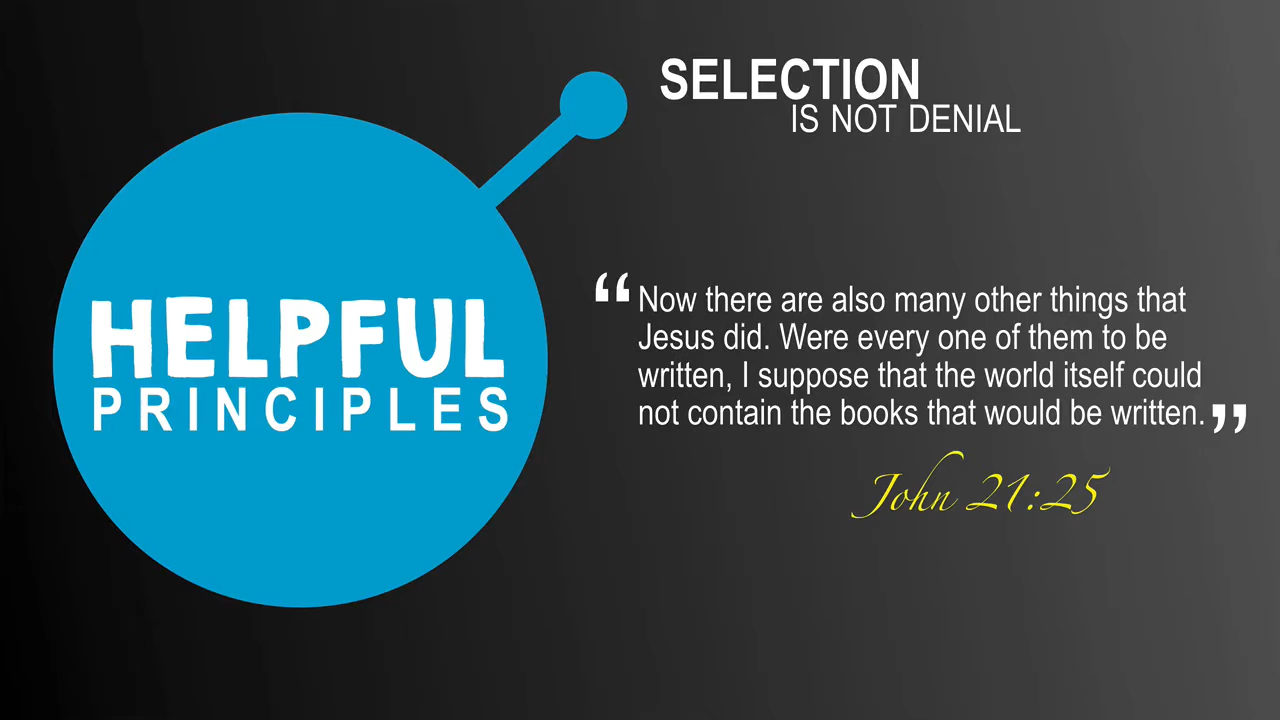 HELPFUL
PRINCIPLES
SELECTION
IS NOT DENIAL
“Now there are also many other things that
Jesus did. Were every one of them to be
written, I suppose that the world itself could
not contain the books that would be written.”
John 21:25